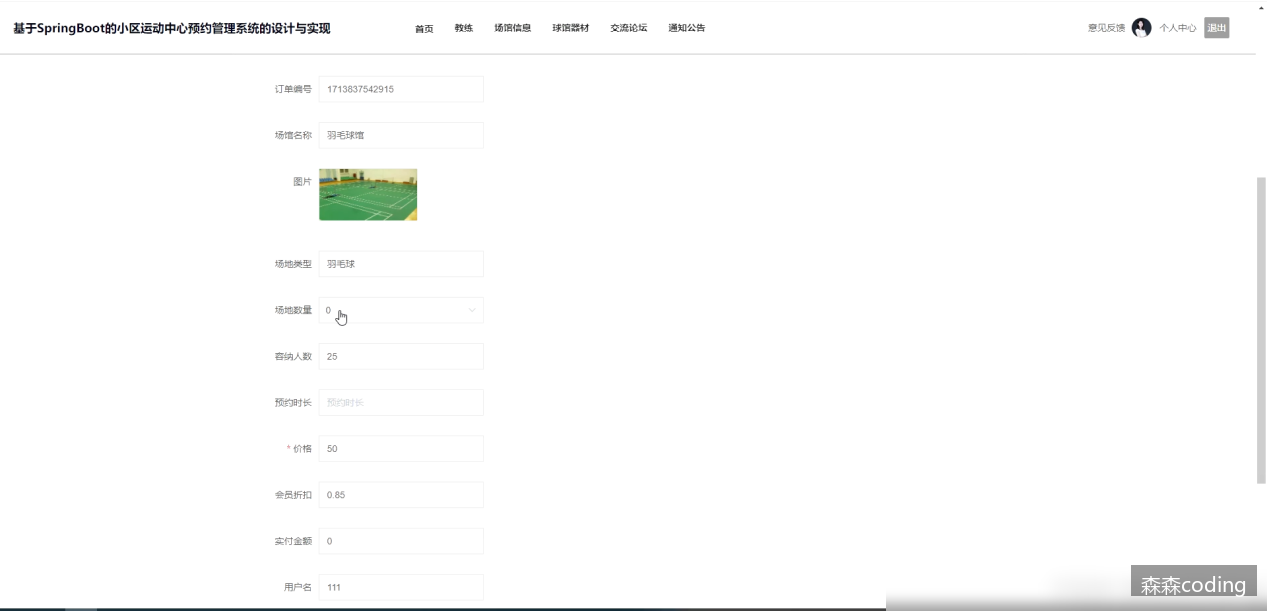 基于SpringBoot的小区运动中心预约管理系统的设计与实现
首页 教练 场馆信息 球馆器材 交流论坛 通知公告
意见反馈 个人中心 退出
订单编号 1713837542915
场馆名称 羽毛球馆
图片
场地类型 羽毛球
场地数量 0
容纳人数 25
预约时长 预约时长
* 价格 50
会员折扣 0.85
实付金额 0
用户名 111
森森coding